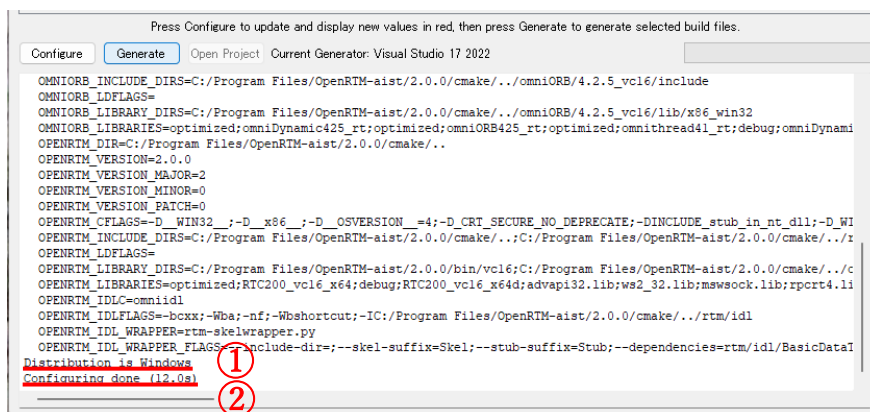 Press Configure to update and display new values in red, then press Generate to generate selected build files.
Configure Generate Open Project Current Generator: Visual Studio 17 2022
OMNIORB_INCLUDE_DIRS=C:/Program Files/OpenRTM-aist/2.0.0/cmake/../omniORB/4.2.5_vc16/include
OMNIORB_LDFLAGS=
OMNIORB_LIBRARY_DIRS=C:/Program Files/OpenRTM-aist/2.0.0/cmake/../omniORB/4.2.5_vc16/lib/x86_win32
OMNIORB_LIBRARIES=optimized;omniDynamic425_rt;optimized;omniORB425_rt;optimized;omnithread41_rt;debug;omniDynami
OPENRTM_DIR=C:/Program Files/OpenRTM-aist/2.0.0/cmake/..
OPENRTM_VERSION=2.0.0
OPENRTM_VERSION_MAJOR=2
OPENRTM_VERSION_MINOR=0
OPENRTM_VERSION_PATCH=0
OPENRTM_CFLAGS=-D__WIN32__;-D__x86__;-D__OSVERSION__=4;-D_CRT_SECURE_NO_DEPRECATE;-DINCLUDE_stub_in_nt_dll;-D_WI
OPENRTM_INCLUDE_DIRS=C:/Program Files/OpenRTM-aist/2.0.0/cmake/..;C:/Program Files/OpenRTM-aist/2.0.0/cmake/../r
OPENRTM_LDFLAGS=
OPENRTM_LIBRARY_DIRS=C:/Program Files/OpenRTM-aist/2.0.0/bin/vc16;C:/Program Files/OpenRTM-aist/2.0.0/cmake/../o
OPENRTM_LIBRARIES=optimized;RTC200_vc16_x64;debug;RTC200_vc16_x64d;advapi32.lib;ws2_32.lib;mswsock.lib;rpcrt4.li
OPENRTM_IDLC=omniidl
OPENRTM_IDLFLAGS=-bcxx;-Wba;-nf;-Wbshortcut;-IC:/Program Files/OpenRTM-aist/2.0.0/cmake/../rtm/idl
OPENRTM_IDL_WRAPPER=rtm-skelwrapper.py
OPENRTM_IDL_WRAPPER_FLAGS=--include-dir=;--skel-suffix=Skel;--stub-suffix=Stub;--dependencies=rtm/idl/BasicDataT
Distribution is Windows ①
Configuring done (12.0s)
②